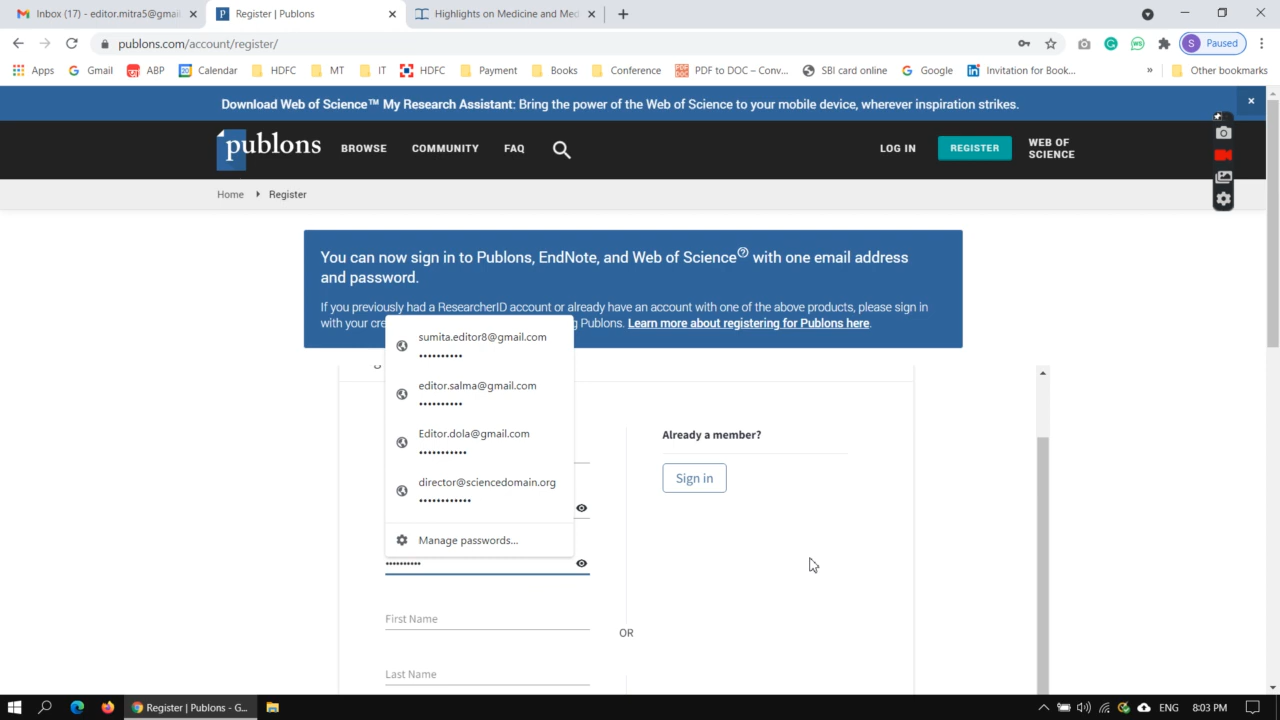 Inbox (17) - editor.mitra5@gmail
Register | Publons
Highlights on Medicine and Med
publons.com/account/register/
Paused
Apps
Gmail
ABP
Calendar
HDFC
MT
IT
HDFC
Payment
Books
Conference
PDF to DOC – Conv...
SBI card online
Google
Invitation for Book...
»
Other bookmarks
Download Web of Science™ My Research Assistant: Bring the power of the Web of Science to your mobile device, wherever inspiration strikes.
publons
BROWSE
COMMUNITY
FAQ
LOG IN
REGISTER
WEB OF
SCIENCE
Home
Register
You can now sign in to Publons, EndNote, and Web of Science? with one email address
and password.
If you previously had a ResearcherID account or already have an account with one of the above products, please sign in
with your cre
g Publons. Learn more about registering for Publons here.
sumita.editor8@gmail.com
••••••••••
editor.salma@gmail.com
••••••••••
Editor.dola@gmail.com
•••••••••••
director@sciencedomain.org
••••••••••••
Manage passwords...
••••••••••
First Name
Last Name
Already a member?
Sign in
OR
Register | Publons - G...
ENG
8:03 PM